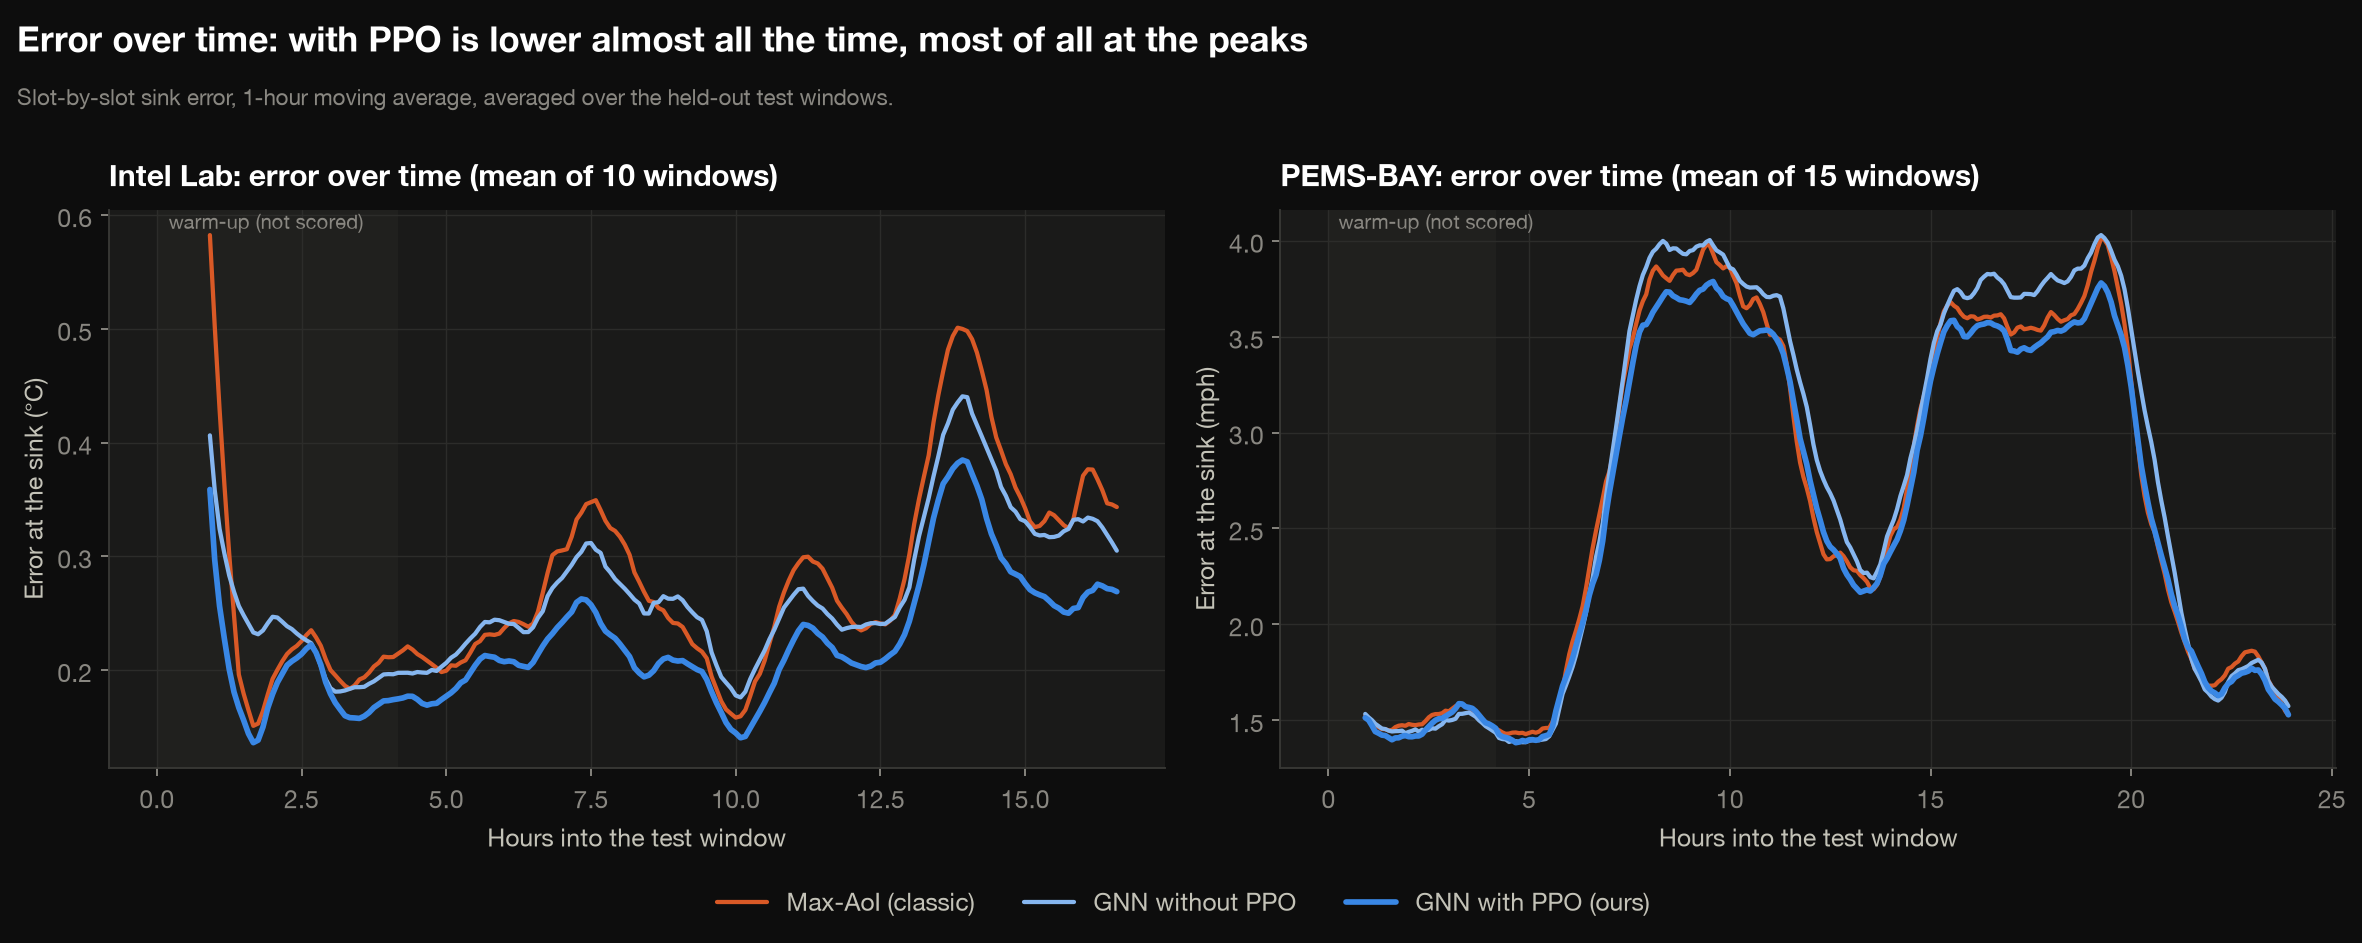 Error over time: with PPO is lower almost all the time, most of all at the peaks
Slot-by-slot sink error, 1-hour moving average, averaged over the held-out test windows.
Intel Lab: error over time (mean of 10 windows)
warm-up (not scored)
0.6
0.5
0.4
0.3
0.2
Error at the sink (°C)
0.0 2.5 5.0 7.5 10.0 12.5 15.0
Hours into the test window
PEMS-BAY: error over time (mean of 15 windows)
warm-up (not scored)
4.0
3.5
3.0
2.5
2.0
1.5
Error at the sink (mph)
0 5 10 15 20 25
Hours into the test window
Max-AoI (classic) GNN without PPO GNN with PPO (ours)